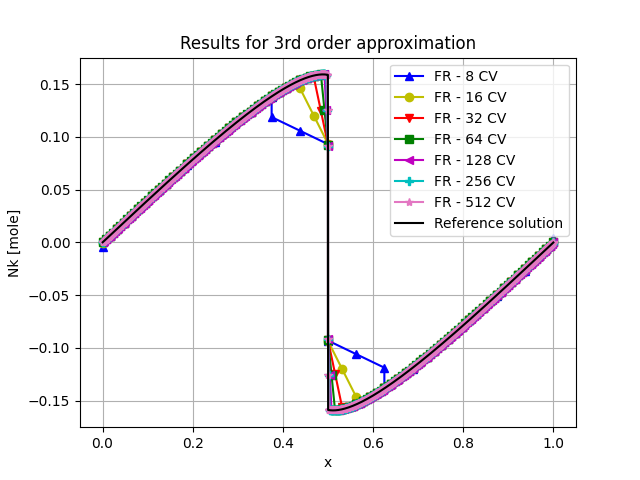 Results for 3rd order approximation
Nk [mole]
0.15
0.10
0.05
0.00
−0.05
−0.10
−0.15
FR - 8 CV
FR - 16 CV
FR - 32 CV
FR - 64 CV
FR - 128 CV
FR - 256 CV
FR - 512 CV
Reference solution
0.0 0.2 0.4 0.6 0.8 1.0
x